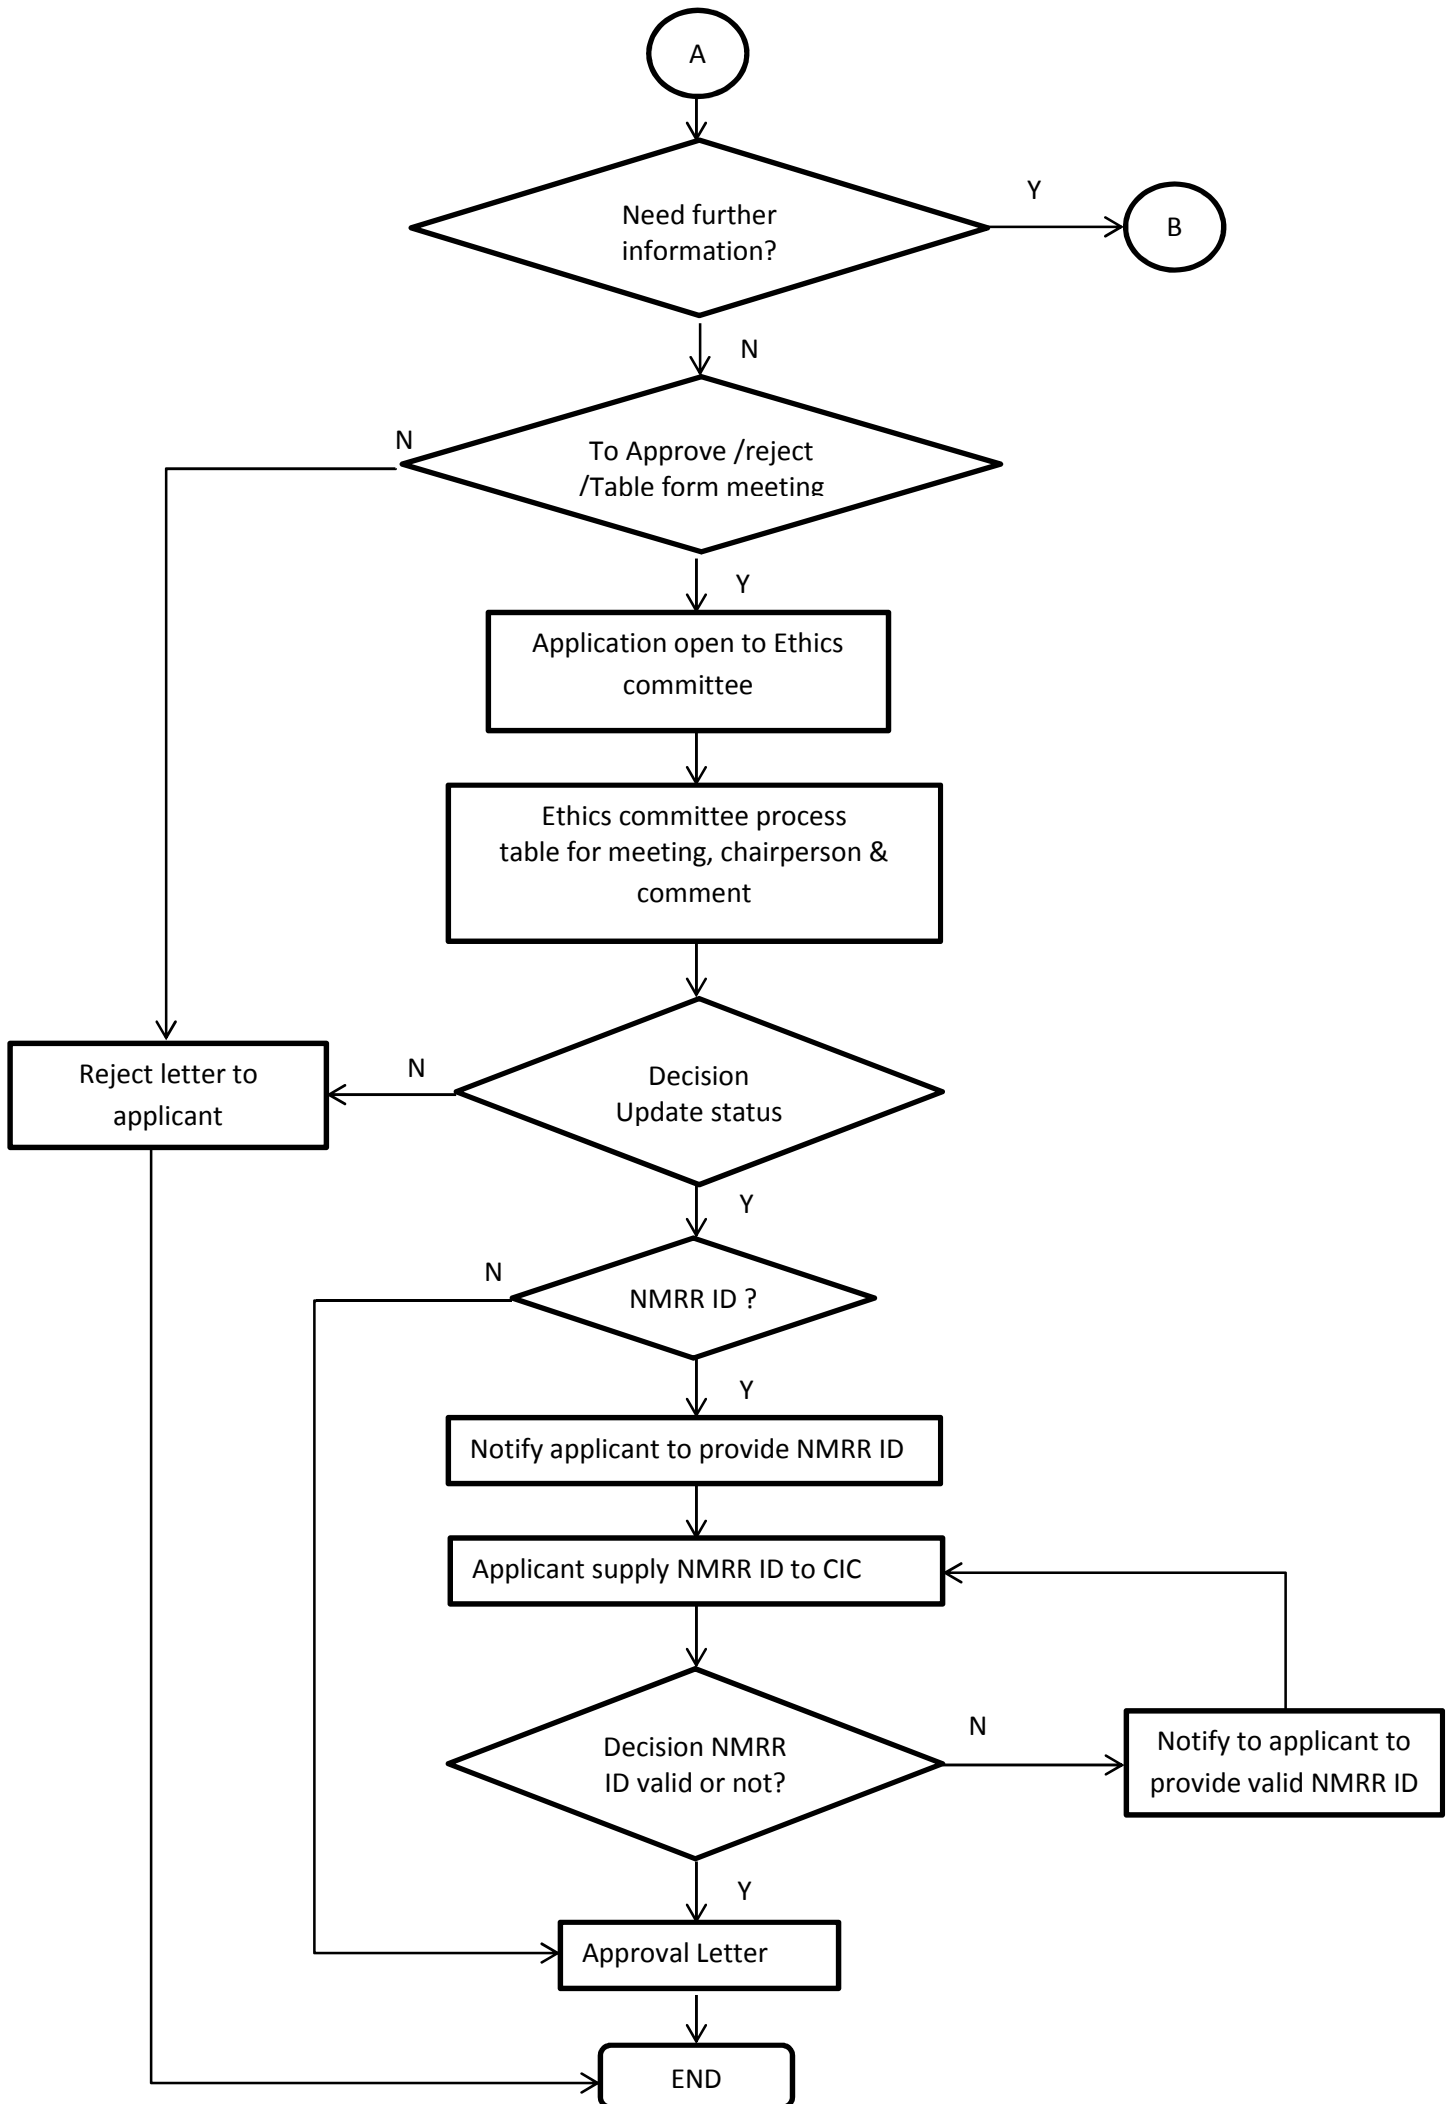 A
Y
Need further
information?
B
N
N
To Approve /reject
/Table form meeting
Y
Application open to Ethics
committee
Ethics committee process
table for meeting, chairperson &
comment
Reject letter to
applicant
N
Decision
Update status
Y
N
NMRR ID ?
Y
Notify applicant to provide NMRR ID
Applicant supply NMRR ID to CIC
Decision NMRR
ID valid or not?
N
Notify to applicant to
provide valid NMRR ID
Y
Approval Letter
END